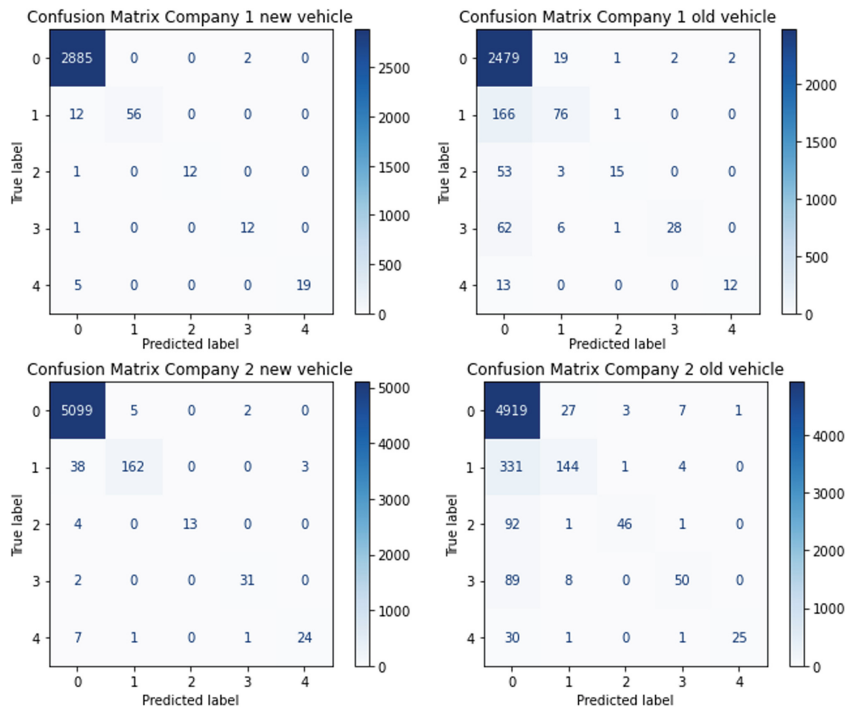 Confusion Matrix Company 1 new vehicle
0 2885 0 0 2 0
1 12 56 0 0 0
2 1 0 12 0 0
3 1 0 0 12 0
4 5 0 0 0 19
0 1 2 3 4
Predicted label
True label
2500
2000
1500
1000
500
0
Confusion Matrix Company 1 old vehicle
0 2479 19 1 2 2
1 166 76 1 0 0
2 53 3 15 0 0
3 62 6 1 28 0
4 13 0 0 0 12
0 1 2 3 4
Predicted label
True label
2000
1500
1000
500
0
Confusion Matrix Company 2 new vehicle
0 5099 5 0 2 0
1 38 162 0 0 3
2 4 0 13 0 0
3 2 0 0 31 0
4 7 1 0 1 24
0 1 2 3 4
Predicted label
True label
5000
4000
3000
2000
1000
0
Confusion Matrix Company 2 old vehicle
0 4919 27 3 7 1
1 331 144 1 4 0
2 92 1 46 1 0
3 89 8 0 50 0
4 30 1 0 1 25
0 1 2 3 4
Predicted label
True label
4000
3000
2000
1000
0